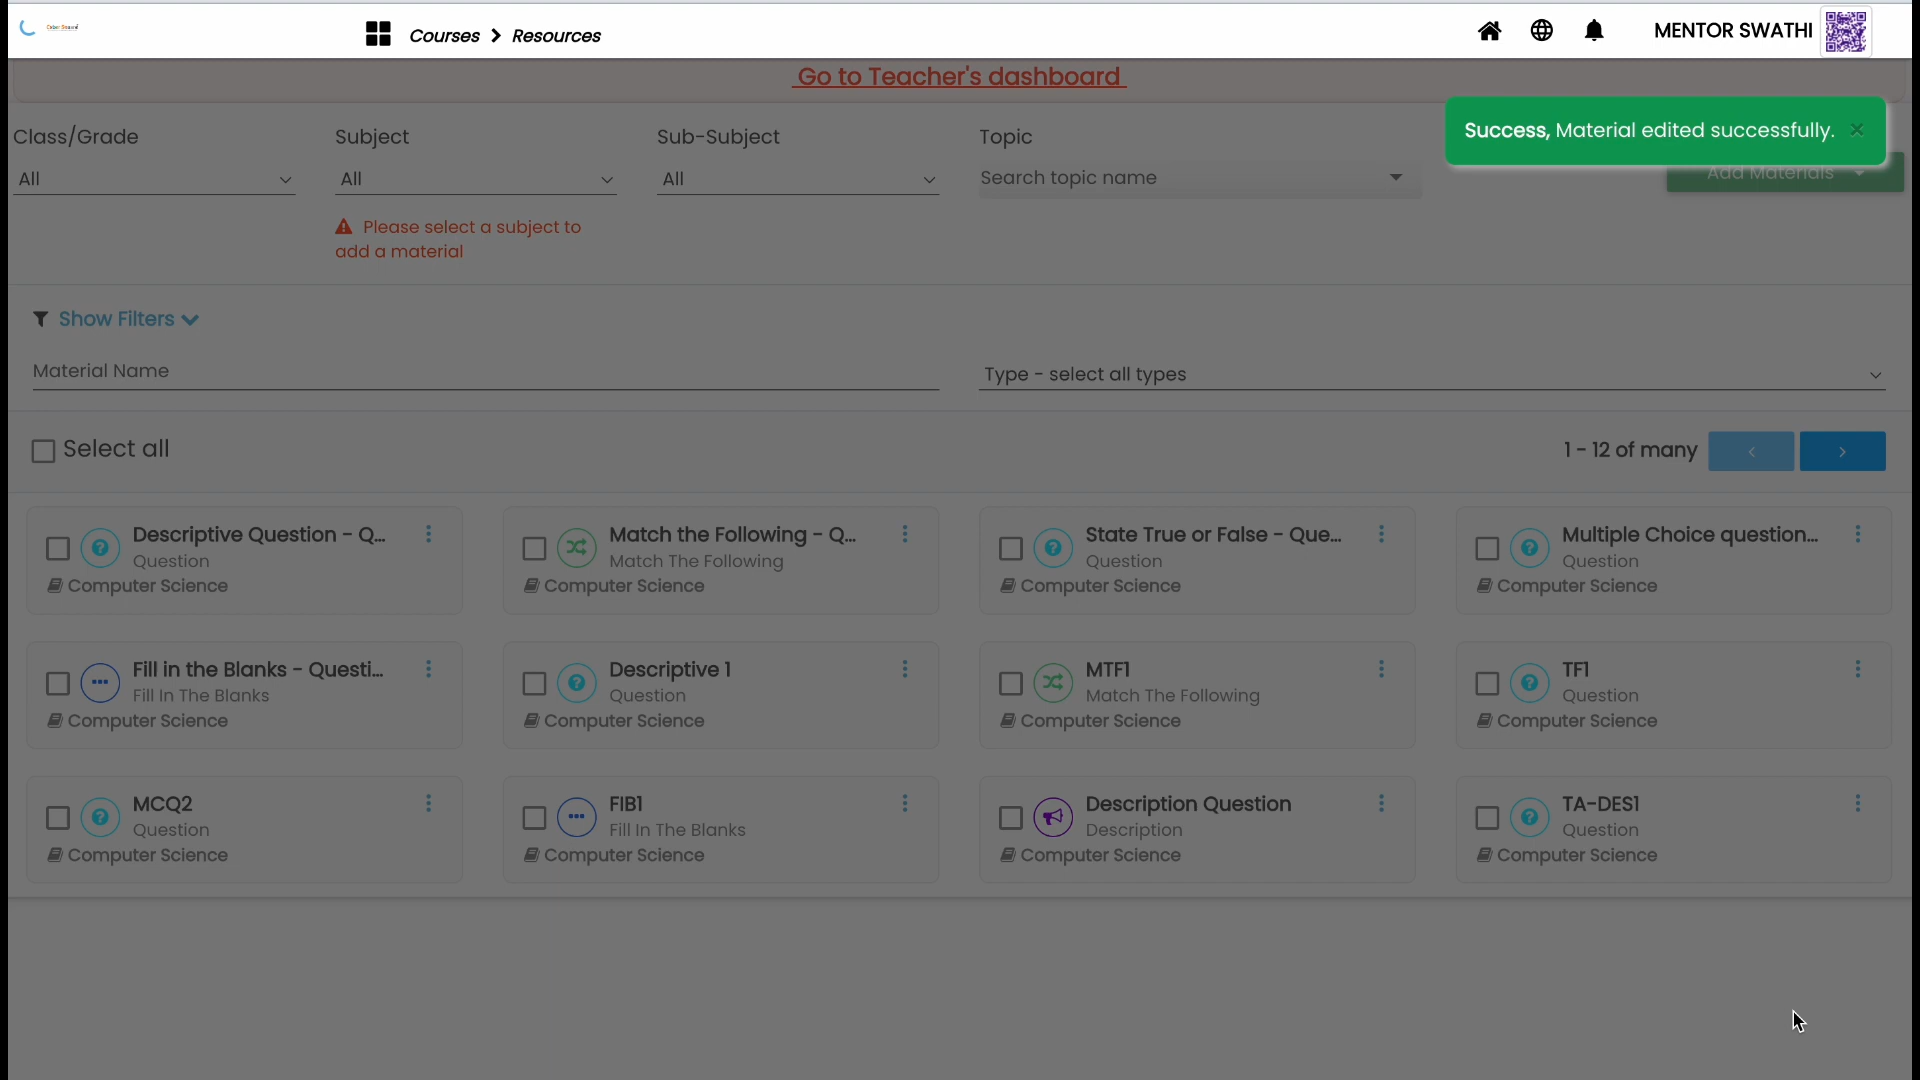 Courses > Resources
MENTOR SWATHI
Go to Teacher's dashboard
Success, Material edited successfully. ×
Class/Grade
Subject
Sub-Subject
Topic
All
All
All
Search topic name
Add Materials
Please select a subject to
add a material
Show Filters
Material Name
Type - select all types
Select all
1 - 12 of many
Descriptive Question - Q...
Question
Computer Science
Match the Following - Q...
Match The Following
Computer Science
State True or False - Que...
Question
Computer Science
Multiple Choice question...
Question
Computer Science
Fill in the Blanks - Questi...
Fill In The Blanks
Computer Science
Descriptive 1
Question
Computer Science
MTF1
Match The Following
Computer Science
TF1
Question
Computer Science
MCQ2
Question
Computer Science
FIB1
Fill In The Blanks
Computer Science
Description Question
Description
Computer Science
TA-DES1
Question
Computer Science